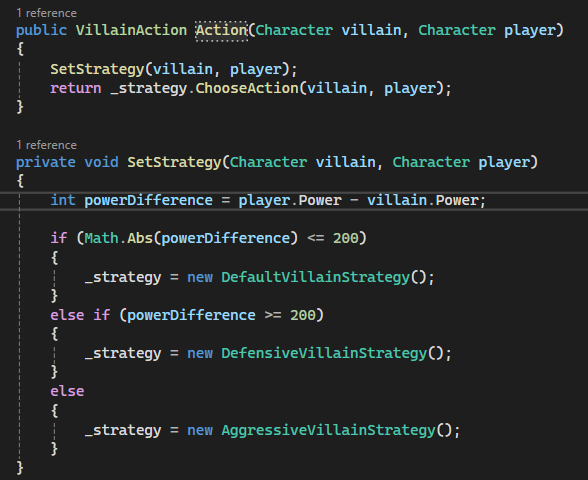 1 reference
public VillainAction Action(Character villain, Character player)
{
    SetStrategy(villain, player);
    return _strategy.ChooseAction(villain, player);
}
1 reference
private void SetStrategy(Character villain, Character player)
{
    int powerDifference = player.Power - villain.Power;
    if (Math.Abs(powerDifference) <= 200)
    {
        _strategy = new DefaultVillainStrategy();
    }
    else if (powerDifference >= 200)
    {
        _strategy = new DefensiveVillainStrategy();
    }
    else
    {
        _strategy = new AggressiveVillainStrategy();
    }
}